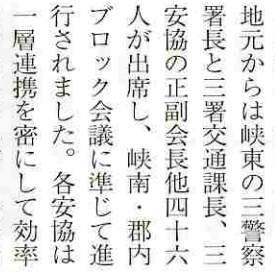 地元からは峡東の三警察
署長と三署交通課長、三
安協の正副会長他四十六
人が出席し、峡南・郡内
ブロック会議に準じて進
行されました。各安協は
一層連携を密にして効率